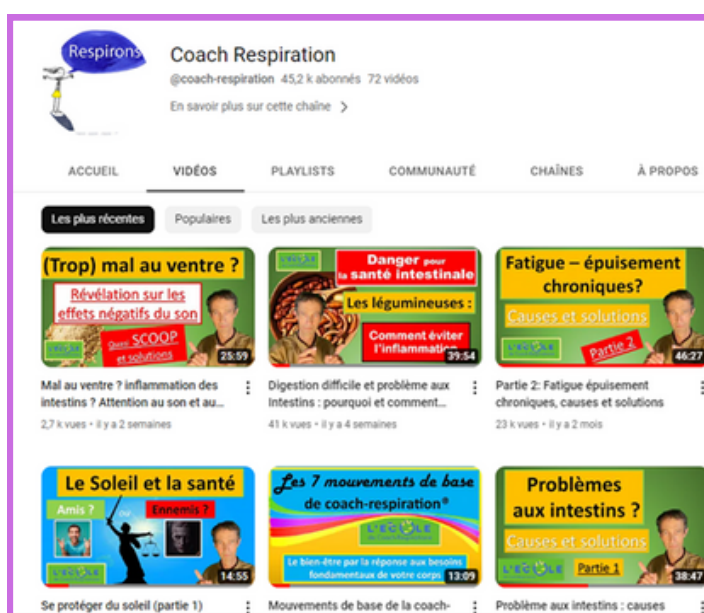 Respirons
Coach Respiration
@coach-respiration 45,2 k abonnés 72 vidéos
En savoir plus sur cette chaîne >
ACCUEIL VIDÉOS PLAYLISTS COMMUNAUTÉ CHAÎNES À PROPOS
Les plus récentes Populaires Les plus anciennes
(Trop) mal au ventre ?
Révélation sur les
effets négatifs du son
SCOOP
et solutions
L'ECOLE
25:59
Danger pour
la santé intestinale
Les légumineuses :
Comment éviter
l'inflammation
39:54
Fatigue – épuisement
chroniques?
Causes et solutions
L'ECOLE
Partie 2
46:27
Mal au ventre ? inflammation des
intestins ? Attention au son et au...
2,7 k vues • il y a 2 semaines
Digestion difficile et problème aux
Intestins : pourquoi et comment...
41 k vues • il y a 4 semaines
Partie 2: Fatigue épuisement
chroniques, causes et solutions
23 k vues • il y a 2 mois
Le Soleil et la santé
Amis ? ou Ennemis ?
L'ECOLE
14:55
Les 7 mouvements de base
de coach-respiration®
L'ECOLE
Le bien-être par la réponse aux besoins
fondamentaux de votre corps
13:09
Problèmes
aux intestins ?
Causes et solutions
L'ECOLE
Partie 1
38:47
Se protéger du soleil (partie 1)
Mouvements de base de la coach-
Problème aux intestins : causes